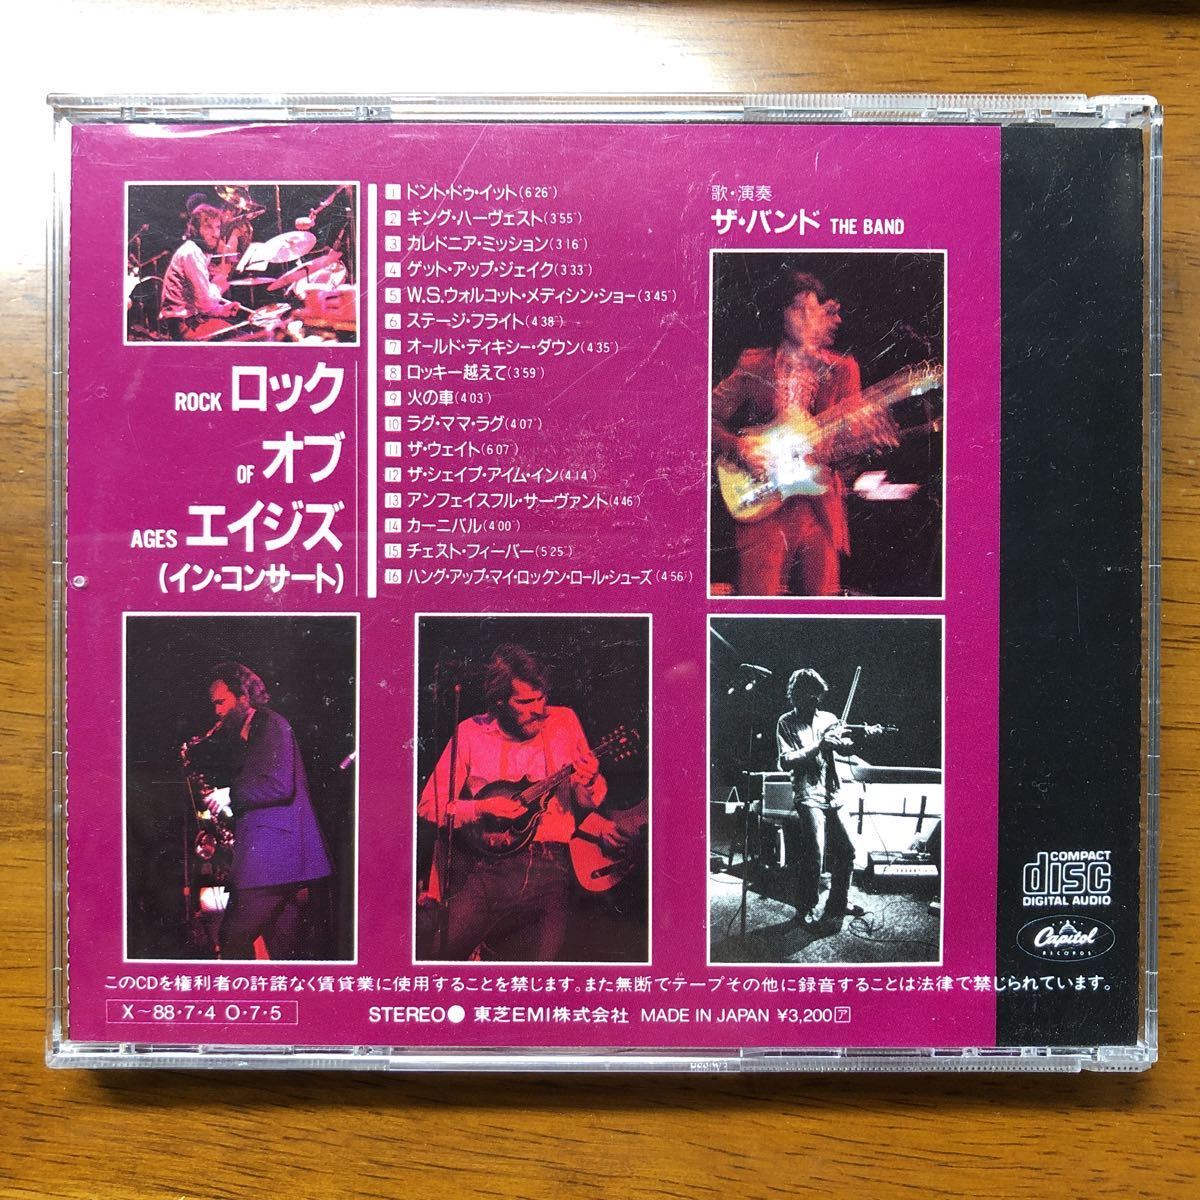 1 ドント・ドゥ・イット(6'26")
2 キング・ハーヴェスト(3'55")
3 カレドニア・ミッション(3'16")
4 ゲット・アップ・ジェイク(3'33")
5 W.S.ウォルコット・メディシン・ショー(3'45")
6 ステージ・フライト(4'38")
7 オールド・ディキシー・ダウン(4'35")
8 ロッキー越えて(3'59")
9 火の車(4'03")
10 ラグ・ママ・ラグ(4'07")
11 ザ・ウェイト(6'07")
12 ザ・シェイプ・アイム・イン(4'14")
13 アンフェイスフル・サーヴァント(4'46")
14 カーニバル(4'00")
15 チェスト・フィーバー(5'25")
16 ハング・アップ・マイ・ロックン・ロール・シューズ(4'56")
歌・演奏
ザ・バンド THE BAND
ROCK ロック
OF オブ
AGES エイジズ
(イン・コンサート)
COMPACT
disc
DIGITAL AUDIO
Capitol
RECORDS
このCDを権利者の許諾なく賃貸業に使用することを禁じます。また無断でテープその他に録音することは法律で禁じられています。
X~88・7・4 O・7・5
STEREO● 東芝EMI株式会社 MADE IN JAPAN ¥3,200ア